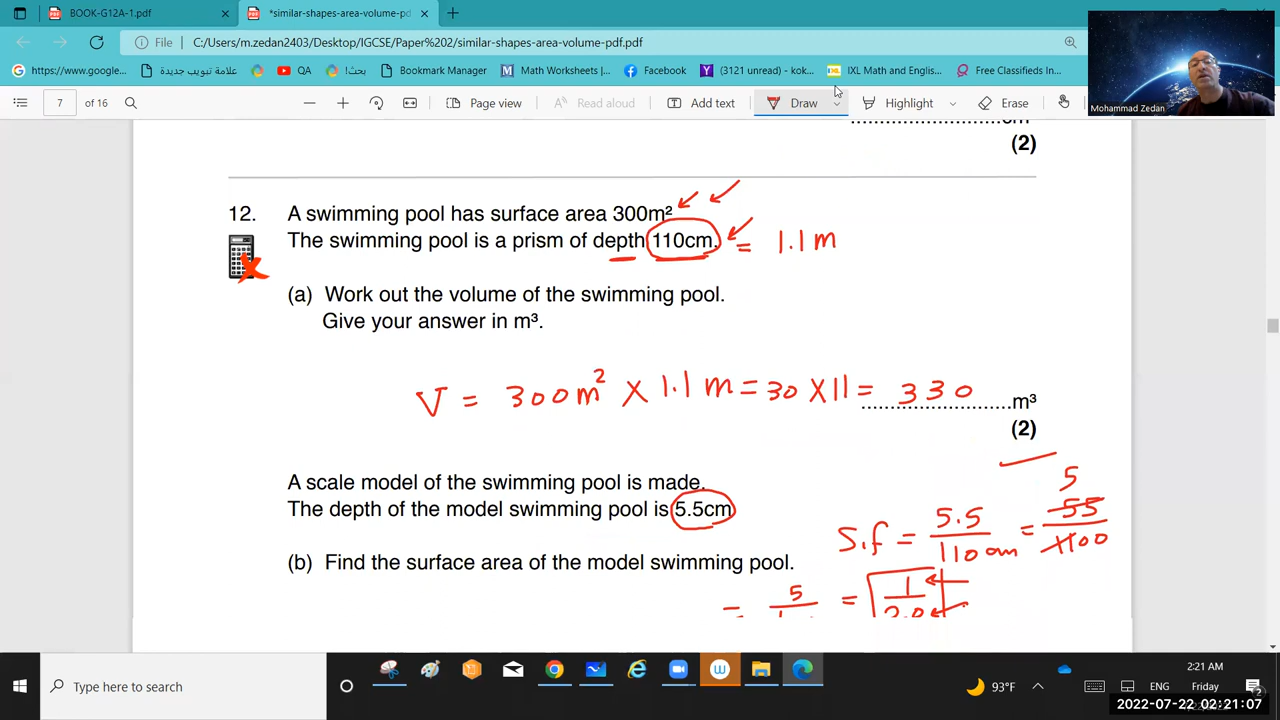 BOOK-G12A-1.pdf
*similar-shapes-area-volume-pd
File C:/Users/m.zedan2403/Desktop/IGCSE/Paper%202/similar-shapes-area-volume-pdf.pdf
https://www.google...
علامة تبويب جديدة
QA
بحث!
Bookmark Manager
Math Worksheets |...
Facebook
(3121 unread) - kok...
IXL Math and Englis...
Free Classifieds In...
Mohammad Zedan
7 of 16
Page view
Read aloud
Add text
Draw
Highlight
Erase
(2)
12. A swimming pool has surface area 300m²
The swimming pool is a prism of depth 110cm. = 1.1 m
(a) Work out the volume of the swimming pool.
Give your answer in m³.
V = 300m² × 1.1 m = 30 × 11 = 330 m³
(2)
A scale model of the swimming pool is made.
The depth of the model swimming pool is 5.5cm
5
S.f = 5.5/110cm = 55/1100
(b) Find the surface area of the model swimming pool.
= 5/ = 1/20
Type here to search
93°F
ENG
2:21 AM
Friday
2022-07-22 02:21:07